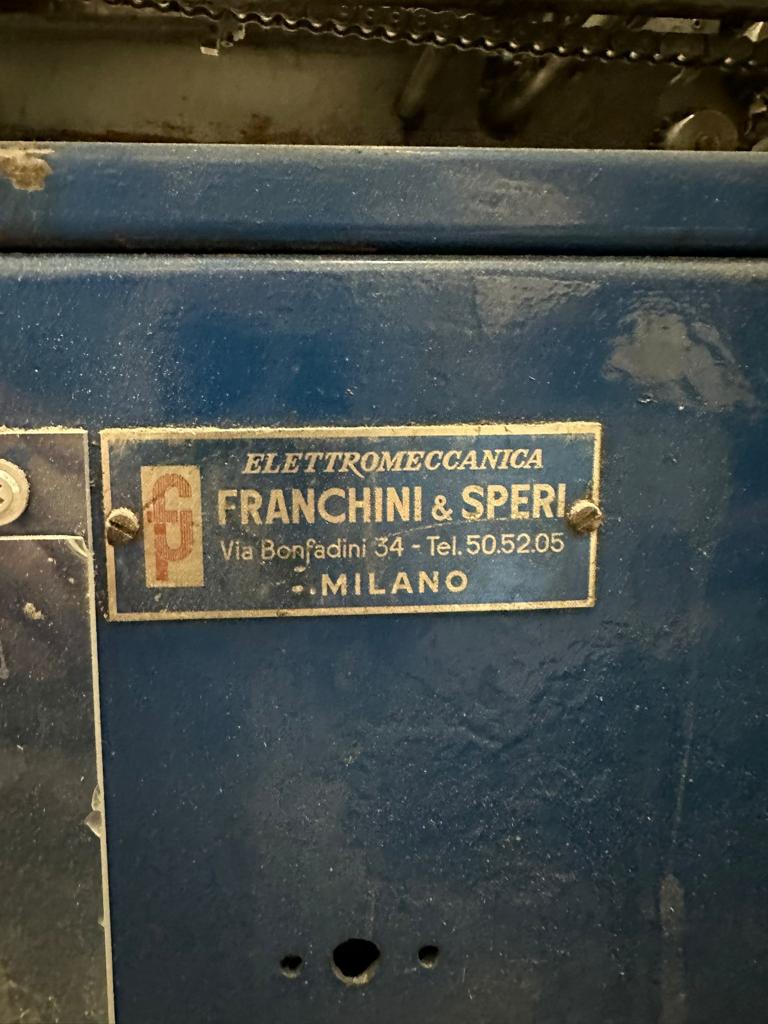 ELETTROMECCANICA
FRANCHINI & SPERI
Via Bonfadini 34 - Tel. 50.52.05
MILANO